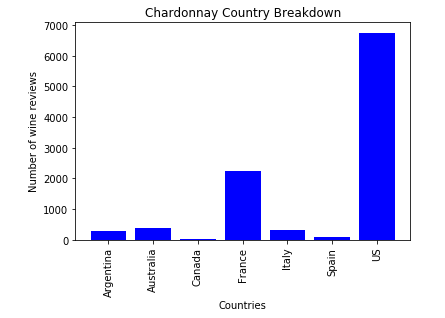 Chardonnay Country Breakdown
Number of wine reviews
7000
6000
5000
4000
3000
2000
1000
0
Argentina
Australia
Canada
France
Italy
Spain
US
Countries